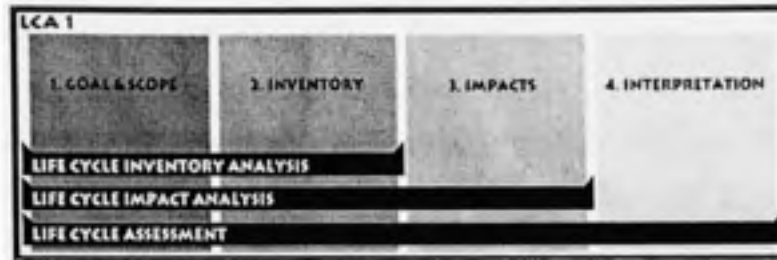 LCA 1
1. GOAL & SCOPE 2. INVENTORY 3. IMPACTS 4. INTERPRETATION
LIFE CYCLE INVENTORY ANALYSIS
LIFE CYCLE IMPACT ANALYSIS
LIFE CYCLE ASSESSMENT